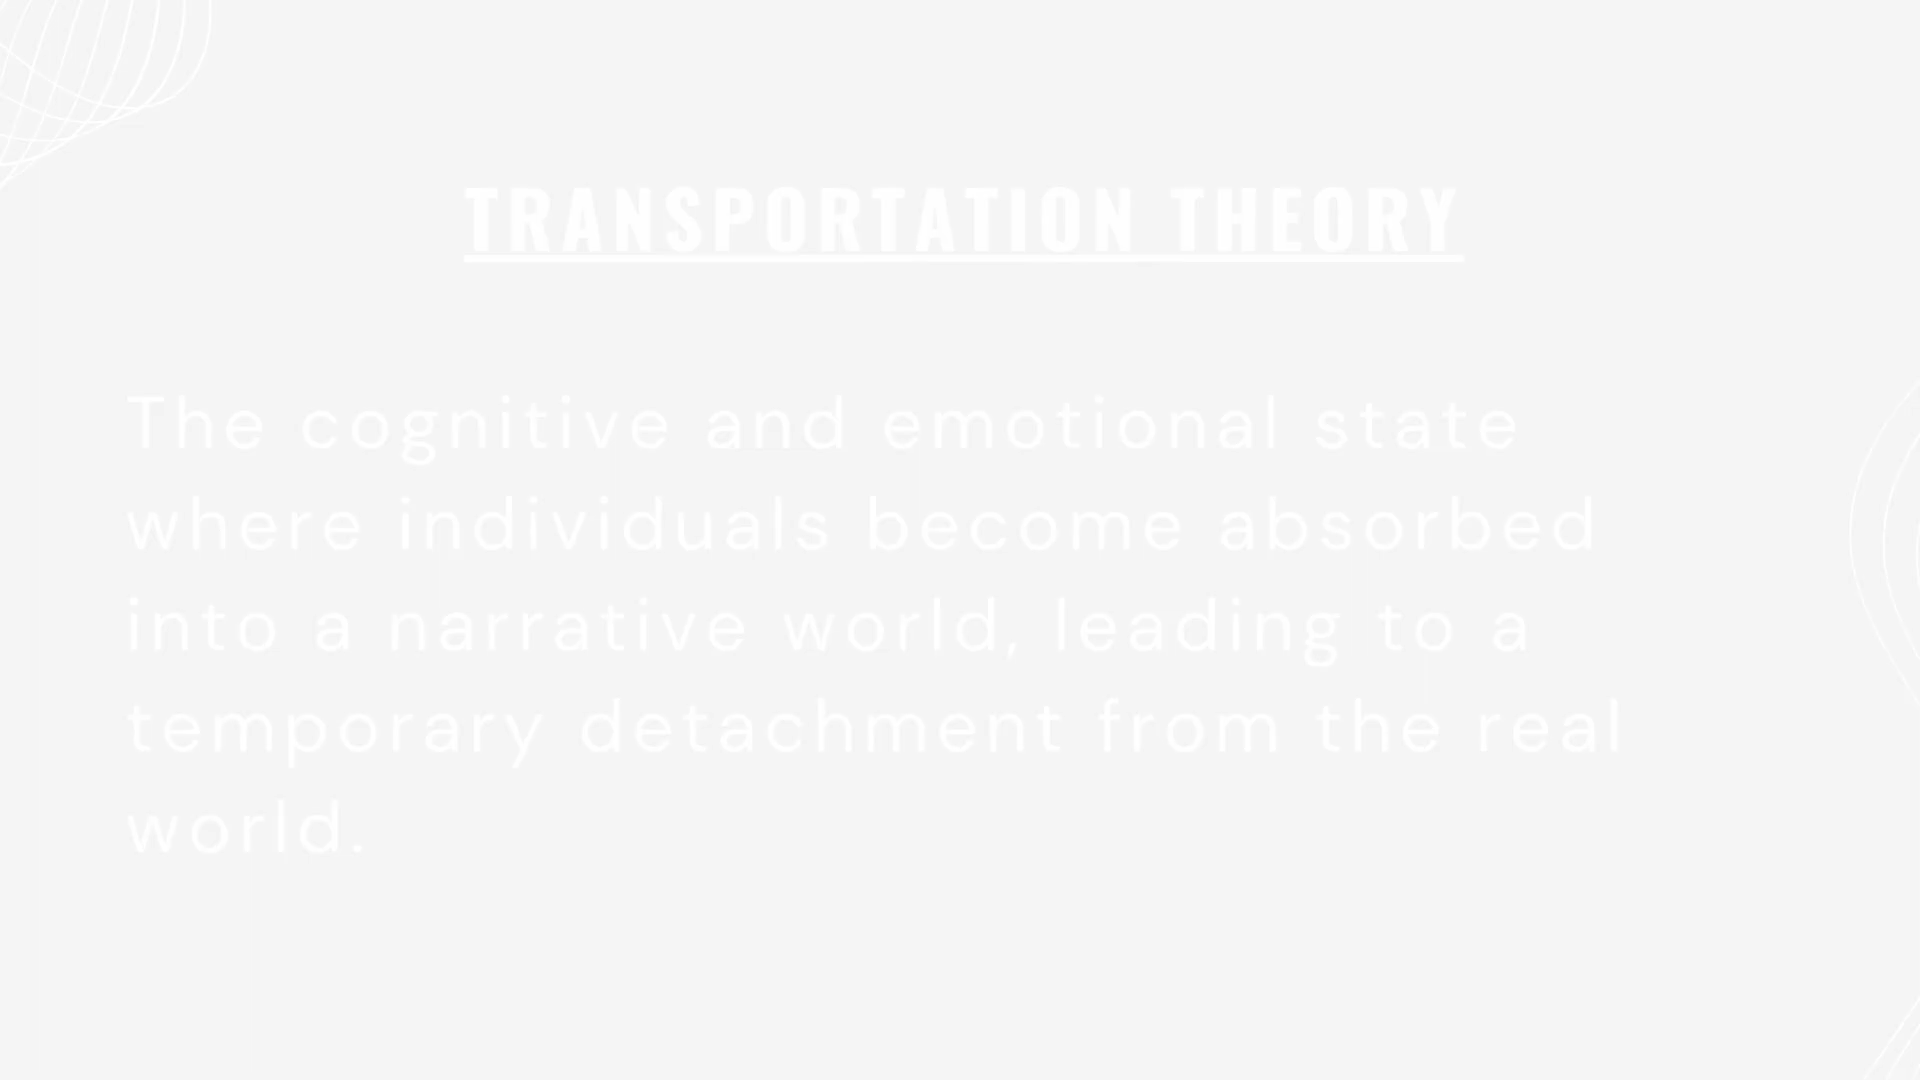 TRANSPORTATION THEORY
The cognitive and emotional state
where individuals become absorbed
into a narrative world, leading to a
temporary detachment from the real
world.